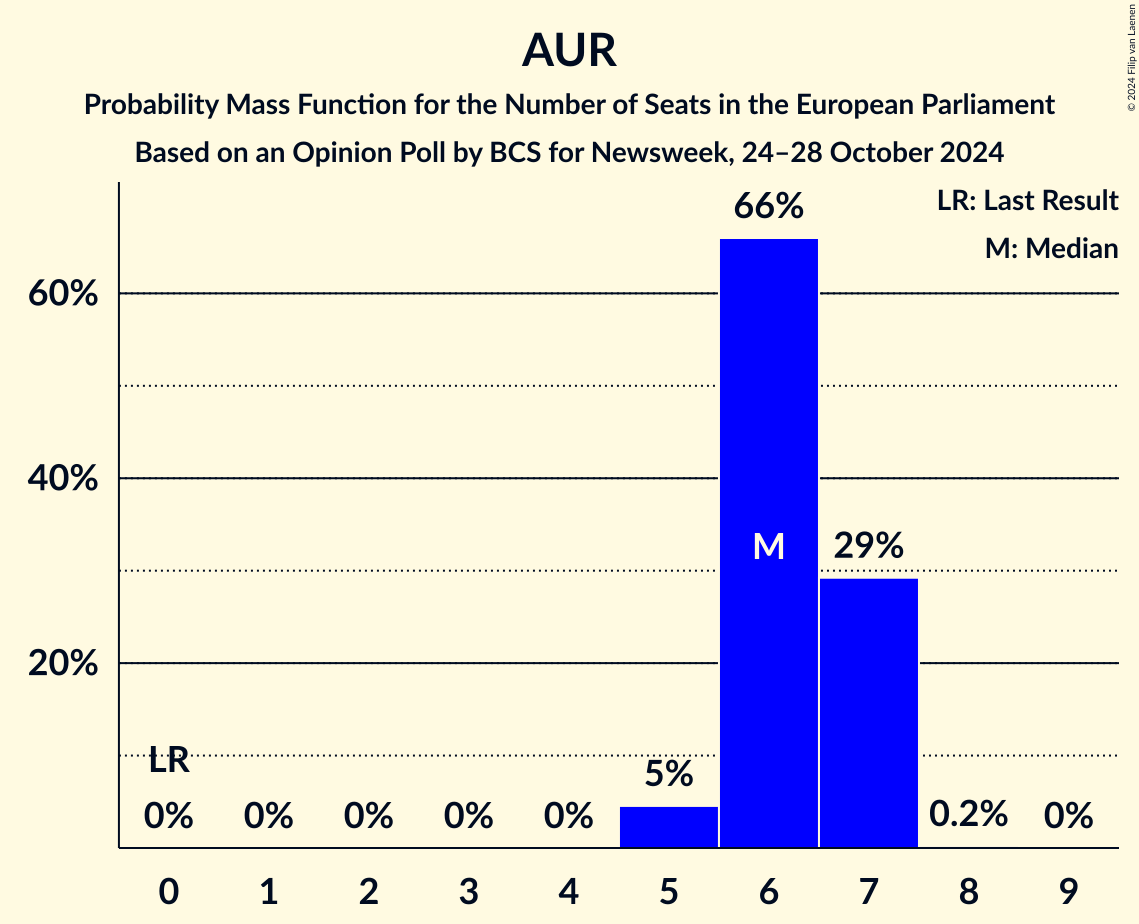 AUR
Probability Mass Function for the Number of Seats in the European Parliament
Based on an Opinion Poll by BCS for Newsweek, 24–28 October 2024
© 2024 Filip van Laenen
LR: Last Result
M: Median
66%
60%
40%
M
29%
20%
LR
5%
0% 0% 0% 0% 0% 0.2% 0%
0 1 2 3 4 5 6 7 8 9